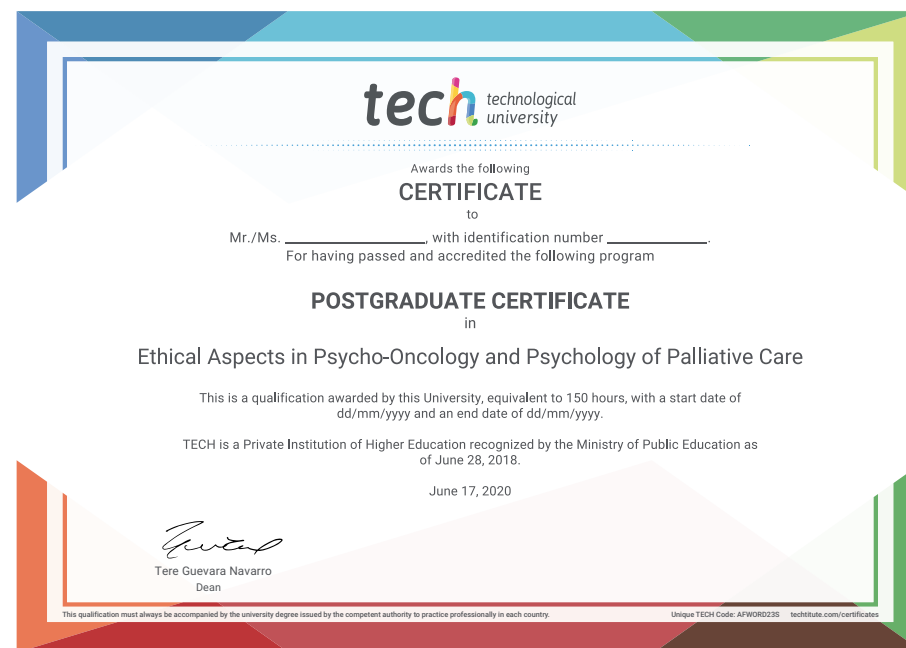 tech technological
university
Awards the following
CERTIFICATE
to
Mr./Ms. ________________, with identification number ____________.
For having passed and accredited the following program
POSTGRADUATE CERTIFICATE
in
Ethical Aspects in Psycho-Oncology and Psychology of Palliative Care
This is a qualification awarded by this University, equivalent to 150 hours, with a start date of
dd/mm/yyyy and an end date of dd/mm/yyyy.
TECH is a Private Institution of Higher Education recognized by the Ministry of Public Education as
of June 28, 2018.
June 17, 2020
Tere Guevara Navarro
Dean
This qualification must always be accompanied by the university degree issued by the competent authority to practice professionally in each country.
Unique TECH Code: AFWORD23S techtitute.com/certificates